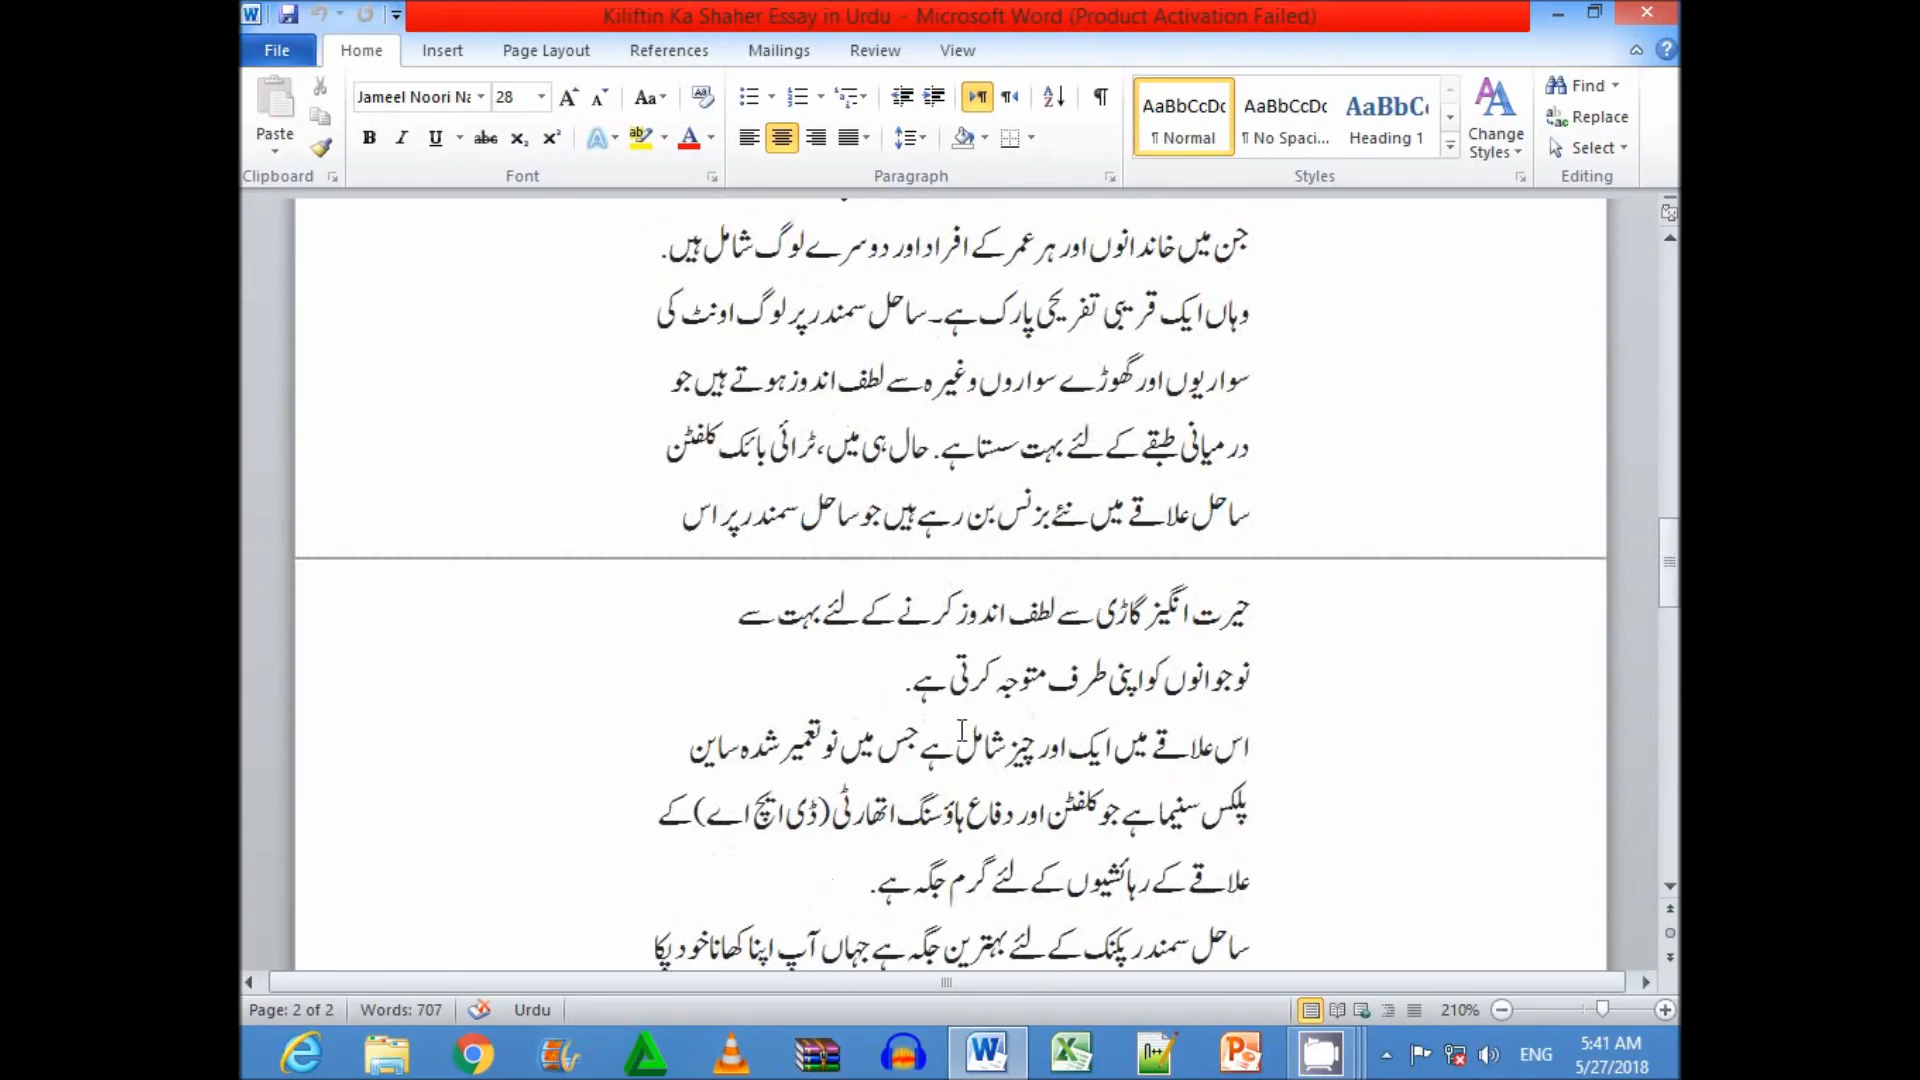 Kiliftin Ka Shaher Essay in Urdu - Microsoft Word (Product Activation Failed)
File Home Insert Page Layout References Mailings Review View
Jameel Noori Na 28
Find
Replace
Select
Paste
AaBbCcDc AaBbCcDc AaBbC
¶ Normal ¶ No Spaci... Heading 1
Change Styles
Clipboard Font Paragraph Styles Editing
جن میں خاندانوں اور ہر عمر کے افراد اور دوسرے لوگ شامل ہیں.
وہاں ایک قریبی تفریحی پارک ہے۔ ساحل سمندر پر لوگ اونٹ کی
سواریوں اور گھوڑے سواروں وغیرہ سے لطف اندوز ہوتے ہیں جو
درمیانی طبقے کے لئے بہت سستا ہے. حال ہی میں، ٹرائی بائک کلفٹن
ساحل علاقے میں نئے بزنس بن رہے ہیں جو ساحل سمندر پر اس
حیرت انگیز گاڑی سے لطف اندوز کرنے کے لئے بہت سے
نوجوانوں کو اپنی طرف متوجہ کرتی ہے.
اس علاقے میں ایک اور چیز شامل ہے جس میں نو تعمیر شدہ ساین
پلکس سنیما ہے جو کلفٹن اور دفاع ہاؤسنگ اتھارٹی (ڈی ایچ اے) کے
علاقے کے رہائشیوں کے لئے گرم جگہ ہے.
ساحل سمندر پکنک کے لئے بہترین جگہ ہے جہاں آپ اپنا کھانا خود پکا
Page: 2 of 2 Words: 707 Urdu 210%
ENG
5:41 AM
5/27/2018